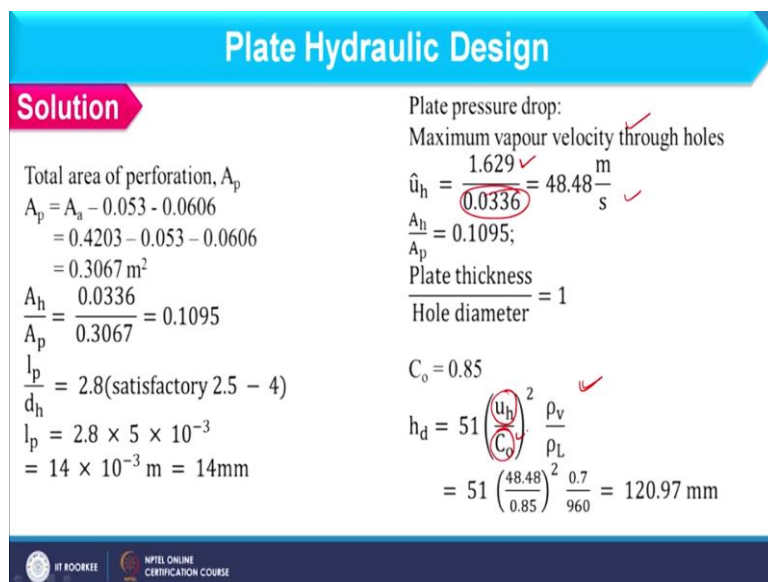 Plate Hydraulic Design
Solution
Total area of perforation, Aₚ
Aₚ = Aₐ – 0.053 - 0.0606
= 0.4203 – 0.053 – 0.0606
= 0.3067 m²
Aₕ/Aₚ = 0.0336/0.3067 = 0.1095
lₚ/dₕ = 2.8(satisfactory 2.5 − 4)
lₚ = 2.8 × 5 × 10⁻³
= 14 × 10⁻³ m = 14mm
Plate pressure drop:
Maximum vapour velocity through holes
ûₕ = 1.629/0.0336 = 48.48 m/s
Aₕ/Aₚ = 0.1095;
Plate thickness/Hole diameter = 1
Cₒ = 0.85
h_d = 51 (uₕ/Cₒ)² ρᵥ/ρ_L
= 51 (48.48/0.85)² 0.7/960 = 120.97 mm
IIT ROORKEE
NPTEL ONLINE
CERTIFICATION COURSE